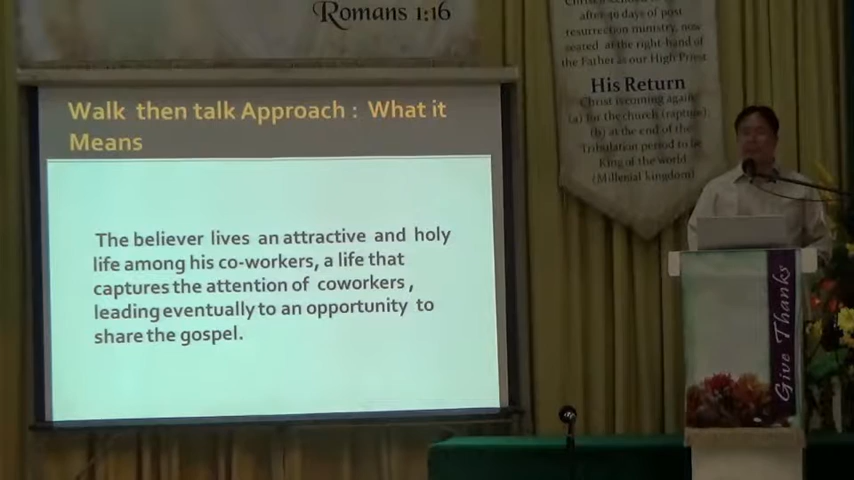 Romans 1:16
Walk then talk Approach : What it
Means
The believer lives an attractive and holy
life among his co-workers, a life that
captures the attention of coworkers,
leading eventually to an opportunity to
share the gospel.
after 40 days of post
resurrection ministry, now
seated at the right hand of
the Father as our High Priest
His Return
Christ is coming again
(a) for the church (rapture)
(b) at the end of the
Tribulation period to be
King of the world
(Millenial kingdom)
Give Thanks